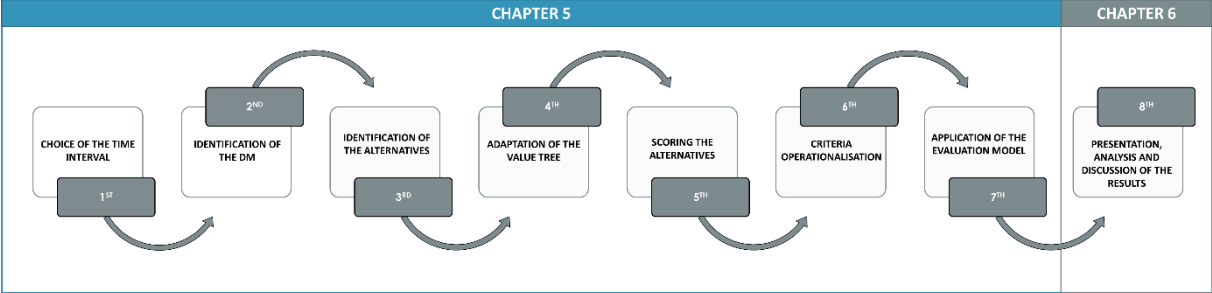 CHAPTER 5
CHAPTER 6
CHOICE OF THE TIME
INTERVAL
1ST
2ND
IDENTIFICATION OF
THE DM
IDENTIFICATION OF
THE ALTERNATIVES
3RD
4TH
ADAPTATION OF THE
VALUE TREE
SCORING THE
ALTERNATIVES
5TH
6TH
CRITERIA
OPERATIONALISATION
APPLICATION OF THE
EVALUATION MODEL
7TH
8TH
PRESENTATION,
ANALYSIS AND
DISCUSSION OF THE
RESULTS